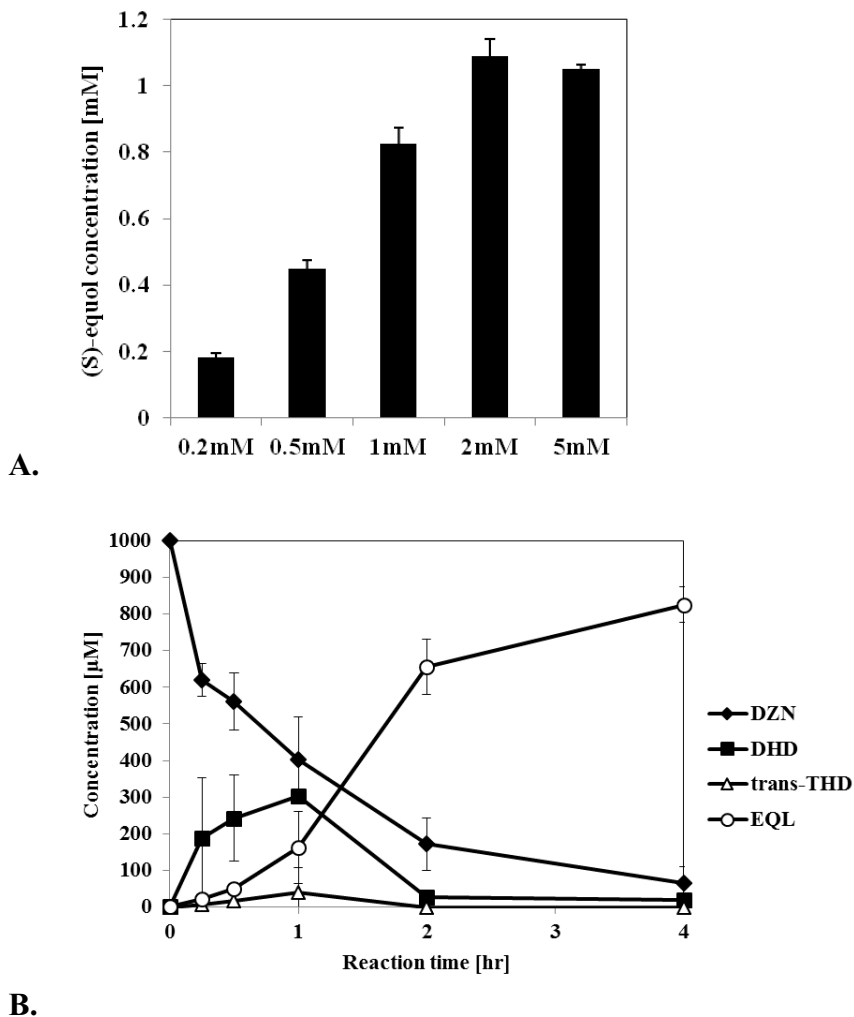 (S)-equol concentration [mM]
1.2
1
0.8
0.6
0.4
0.2
0
0.2mM 0.5mM 1mM 2mM 5mM
A.
Concentration [μM]
1000
900
800
700
600
500
400
300
200
100
0
0 1 2 3 4
Reaction time [hr]
DZN
DHD
trans-THD
EQL
B.